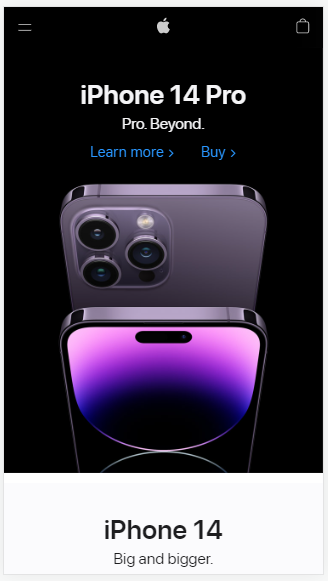 iPhone 14 Pro
Pro. Beyond.
Learn more >
Buy >
iPhone 14
Big and bigger.